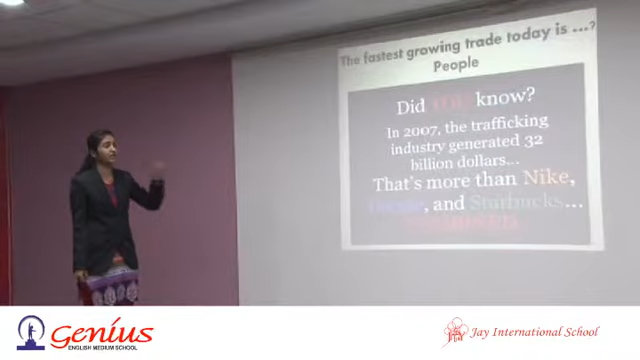 The fastest growing trade today is ...?
People
Did know?
In 2007, the trafficking
industry generated 32
billion dollars...
That's more than Nike,
, and Starbucks...
Genius
ENGLISH MEDIUM SCHOOL
Jay International School